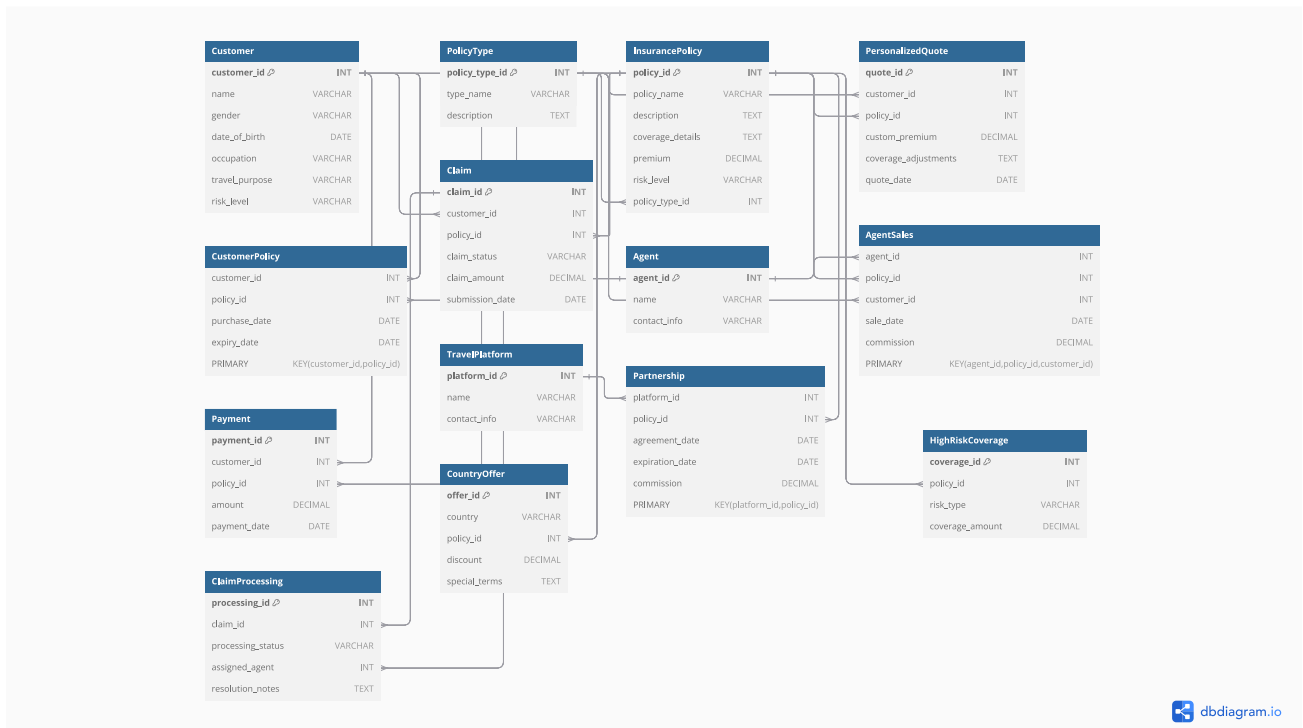 Customer
customer_id INT
name VARCHAR
gender VARCHAR
date_of_birth DATE
occupation VARCHAR
travel_purpose VARCHAR
risk_level VARCHAR
PolicyType
policy_type_id INT
type_name VARCHAR
description TEXT
InsurancePolicy
policy_id INT
policy_name VARCHAR
description TEXT
coverage_details TEXT
premium DECIMAL
risk_level VARCHAR
policy_type_id INT
PersonalizedQuote
quote_id INT
customer_id INT
policy_id INT
custom_premium DECIMAL
coverage_adjustments TEXT
quote_date DATE
Claim
claim_id INT
customer_id INT
policy_id INT
claim_status VARCHAR
claim_amount DECIMAL
submission_date DATE
CustomerPolicy
customer_id INT
policy_id INT
purchase_date DATE
expiry_date DATE
PRIMARY KEY(customer_id,policy_id)
Agent
agent_id INT
name VARCHAR
contact_info VARCHAR
AgentSales
agent_id INT
policy_id INT
customer_id INT
sale_date DATE
commission DECIMAL
PRIMARY KEY(agent_id,policy_id,customer_id)
TravelPlatform
platform_id INT
name VARCHAR
contact_info VARCHAR
Partnership
platform_id INT
policy_id INT
agreement_date DATE
expiration_date DATE
commission DECIMAL
PRIMARY KEY(platform_id,policy_id)
Payment
payment_id INT
customer_id INT
policy_id INT
amount DECIMAL
payment_date DATE
CountryOffer
offer_id INT
country VARCHAR
policy_id INT
discount DECIMAL
special_terms TEXT
HighRiskCoverage
coverage_id INT
policy_id INT
risk_type VARCHAR
coverage_amount DECIMAL
ClaimProcessing
processing_id INT
claim_id INT
processing_status VARCHAR
assigned_agent INT
resolution_notes TEXT
dbdiagram.io